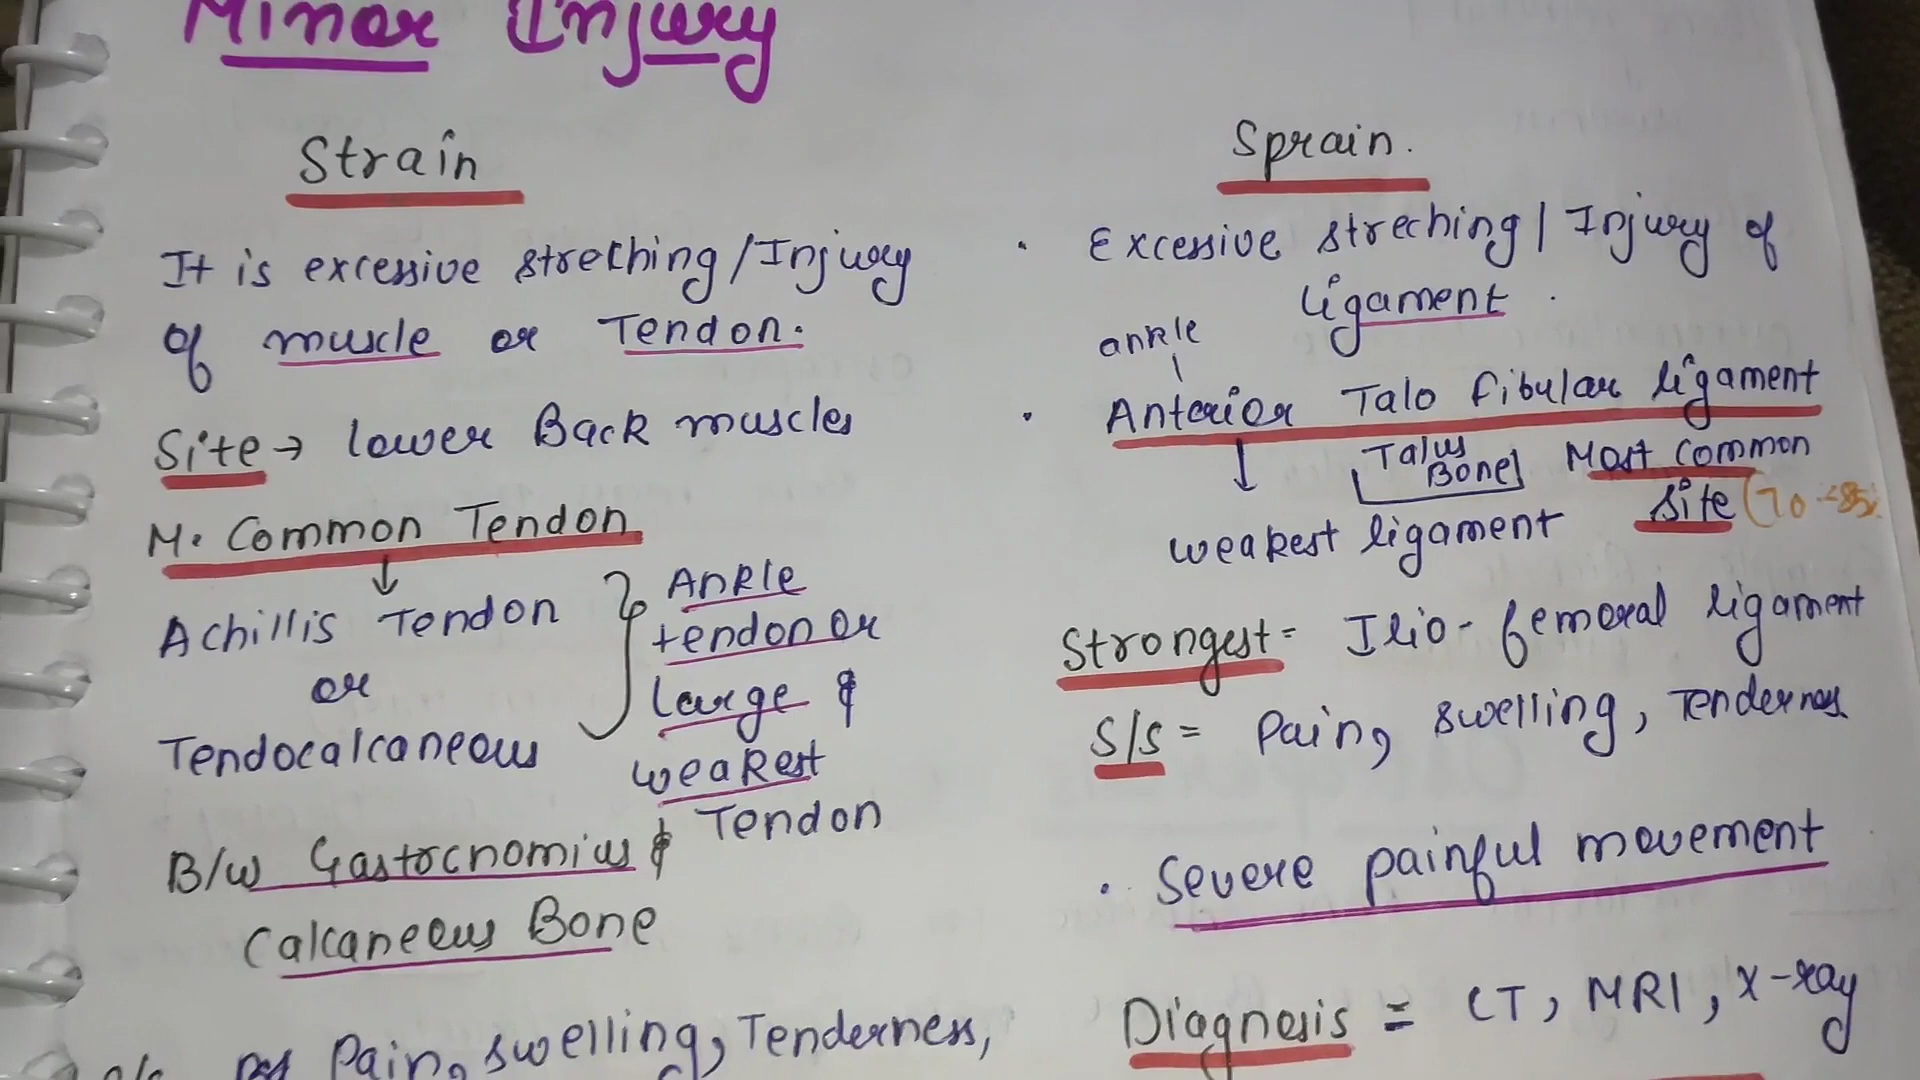 Minor Injury
Strain
It is excessive streching/Injury
of muscle or Tendon.
Site → lower Back muscles
M. Common Tendon
↓
Achillis Tendon
or
Tendocalcaneous
Ankle
tendon or
large &
weakest
Tendon
B/w Gastrocnomius &
Calcaneous Bone
Pain, swelling, Tenderness,
Sprain.
• Excessive streching / Injury of
ligament.
ankle
• Anterior Talo fibular ligament
↓
Talus
Bone
Most common
site (70-85%
weakest ligament
Strongest = Ilio-femoral ligament
S/S = Pain, swelling, Tenderness
• Severe painful movement
Diagnosis = CT, MRI, X-ray